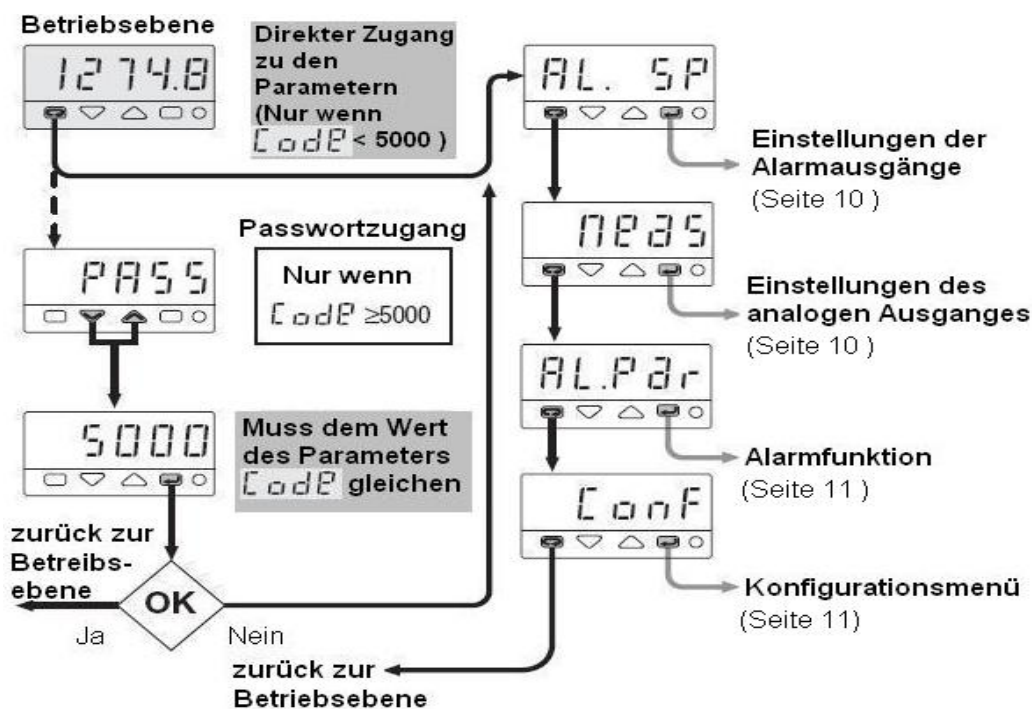 Betriebsebene
1274.8
Direkter Zugang
zu den
Parametern
(Nur wenn
CodE < 5000 )
PASS
Passwortzugang
Nur wenn
CodE ≥5000
5000
Muss dem Wert
des Parameters
CodE gleichen
zurück zur
Betreibs-
ebene
OK
Ja
Nein
AL. SP
Einstellungen der
Alarmausgänge
(Seite 10 )
MEAS
Einstellungen des
analogen Ausganges
(Seite 10 )
AL.PAr
Alarmfunktion
(Seite 11 )
ConF
Konfigurationsmenü
(Seite 11)
zurück zur
Betriebsebene